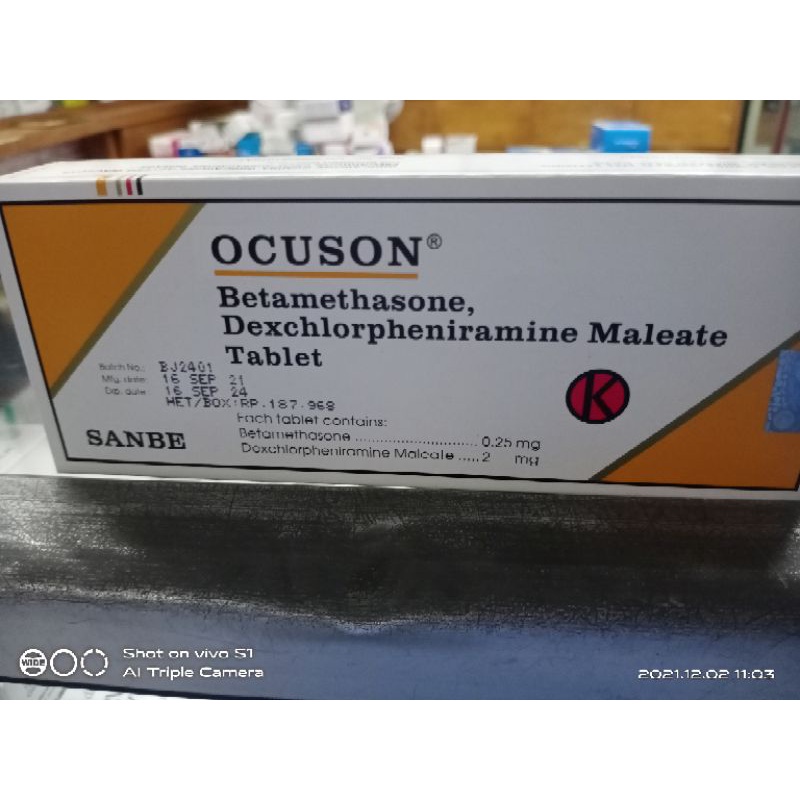 OCUSON®
Betamethasone,
Dexchlorpheniramine Maleate
Tablet
Batch No.: BJ2401
Mfg. date: 16 SEP 21
Exp. date: 16 SEP 24
HET/BOX:RP.187.968
Each tablet contains:
Betamethasone ............................ 0.25 mg
Dexchlorpheniramine Maleate ..... 2 mg
SANBE
K
WIDE
Shot on vivo S1
AI Triple Camera
2021.12.02 11:03